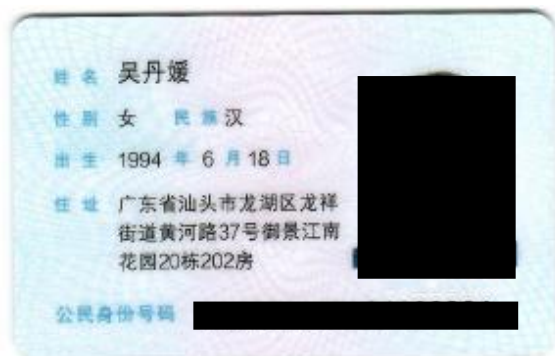 姓名 吴丹媛
性别 女 民族 汉
出生 1994 年 6 月 18 日
住址 广东省汕头市龙湖区龙祥
街道黄河路37号御景江南
花园20栋202房
公民身份号码